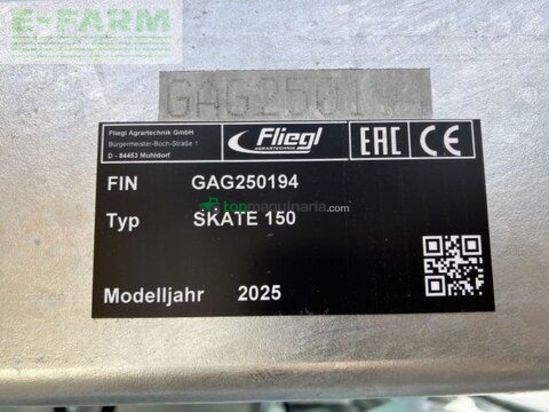 E-FARM
GAG250194
Fliegl Agrartechnik GmbH
Bürgermeister-Boch-Straße 1
D - 84453 Mühldorf
Fliegl
AGRARTECHNIK
EAC CE
FIN GAG250194
topmaquinaria.com
Typ SKATE 150
Modelljahr 2025